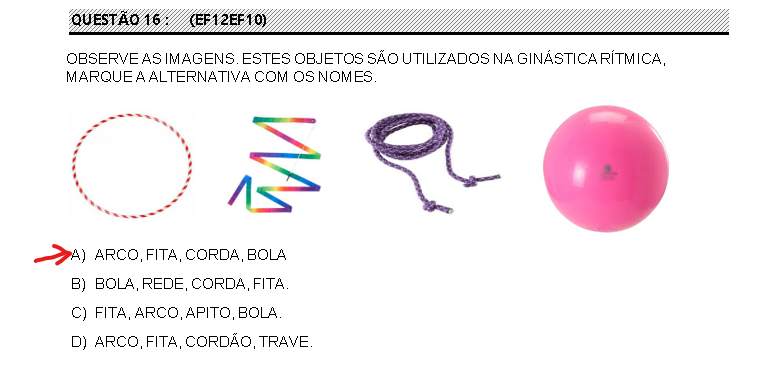 QUESTÃO 16 : (EF12EF10)
OBSERVE AS IMAGENS. ESTES OBJETOS SÃO UTILIZADOS NA GINÁSTICA RÍTMICA,
MARQUE A ALTERNATIVA COM OS NOMES.
A) ARCO, FITA, CORDA, BOLA
B) BOLA, REDE, CORDA, FITA.
C) FITA, ARCO, APITO, BOLA.
D) ARCO, FITA, CORDÃO, TRAVE.